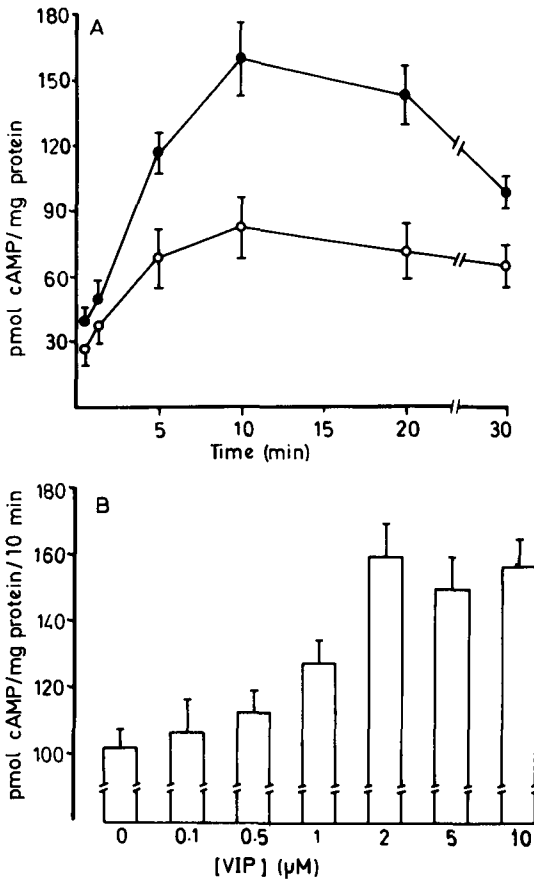 A
pmol cAMP/mg protein
180
150
120
90
60
30
5 10 15 20 30
Time (min)
B
pmol cAMP/mg protein/10 min
180
160
140
120
100
0 0.1 0.5 1 2 5 10
[VIP] (µM)